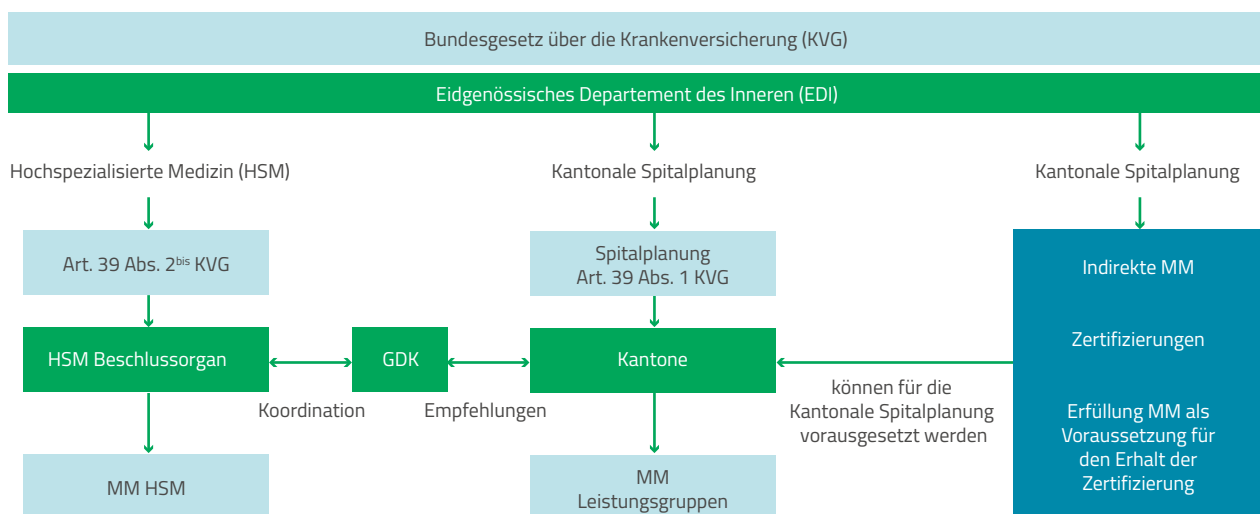 Bundesgesetz über die Krankenversicherung (KVG)
Eidgenössisches Departement des Inneren (EDI)
Hochspezialisierte Medizin (HSM)
Kantonale Spitalplanung
Kantonale Spitalplanung
Art. 39 Abs. 2bis KVG
Spitalplanung
Art. 39 Abs. 1 KVG
Indirekte MM
Zertifizierungen
Erfüllung MM als
Voraussetzung für
den Erhalt der
Zertifizierung
HSM Beschlussorgan
GDK
Kantone
Koordination
Empfehlungen
können für die
Kantonale Spitalplanung
vorausgesetzt werden
MM HSM
MM
Leistungsgruppen